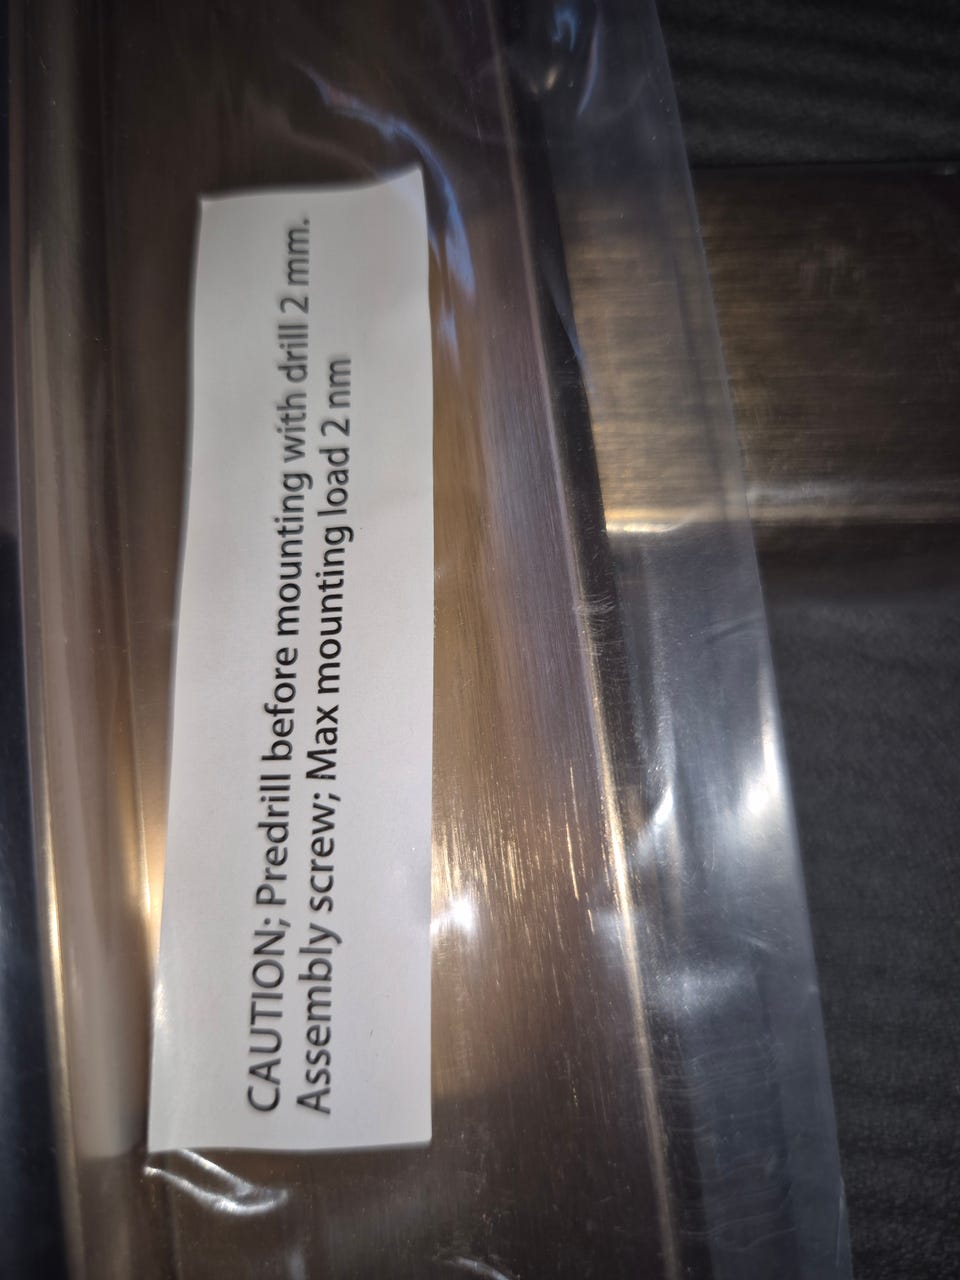 CAUTION; Predrill before mounting with drill 2 mm.
Assembly screw; Max mounting load 2 nm